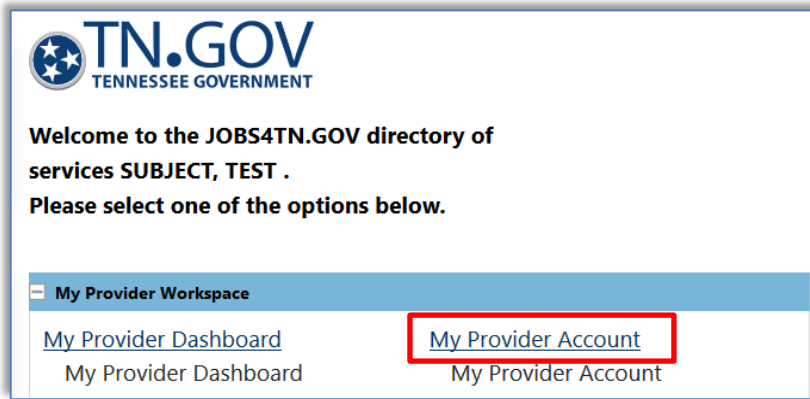 TN.GOV
TENNESSEE GOVERNMENT
Welcome to the JOBS4TN.GOV directory of
services SUBJECT, TEST .
Please select one of the options below.
My Provider Workspace
My Provider Dashboard My Provider Account
My Provider Dashboard My Provider Account